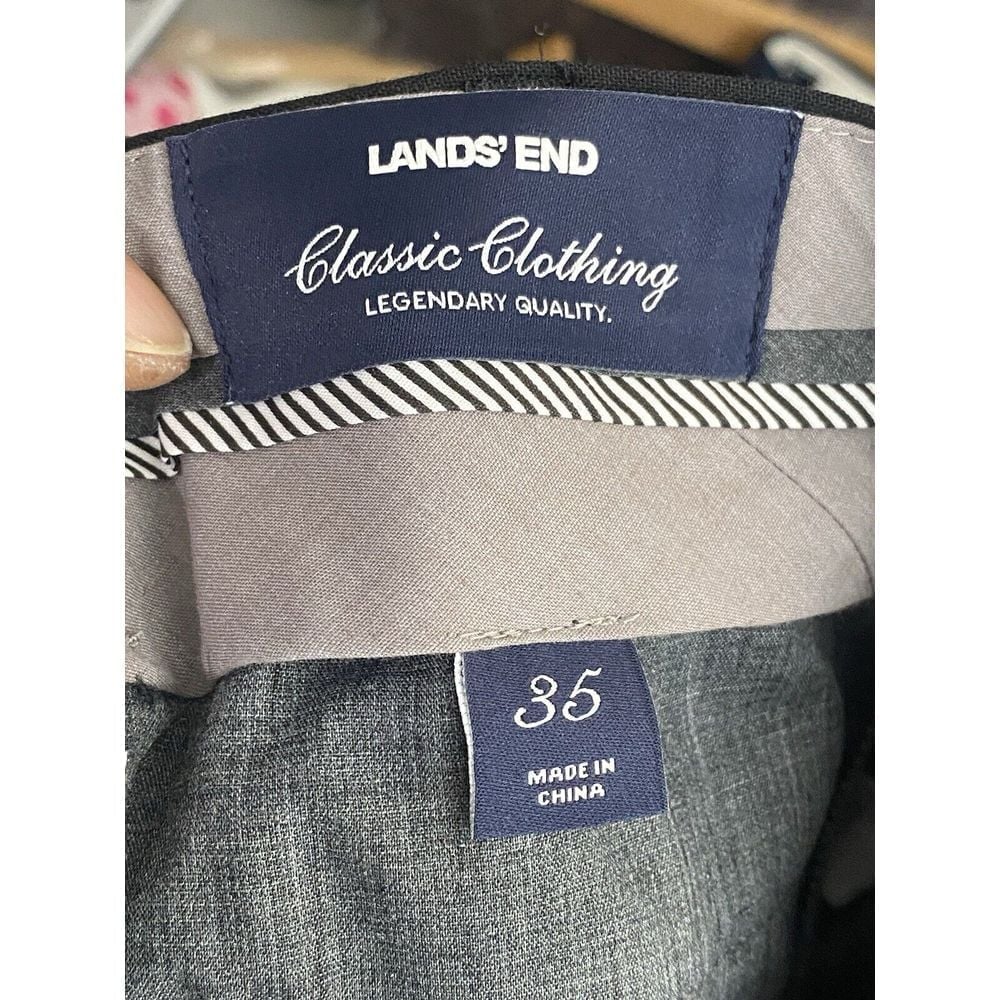 LANDS' END
Classic Clothing
LEGENDARY QUALITY.
35
MADE IN
CHINA